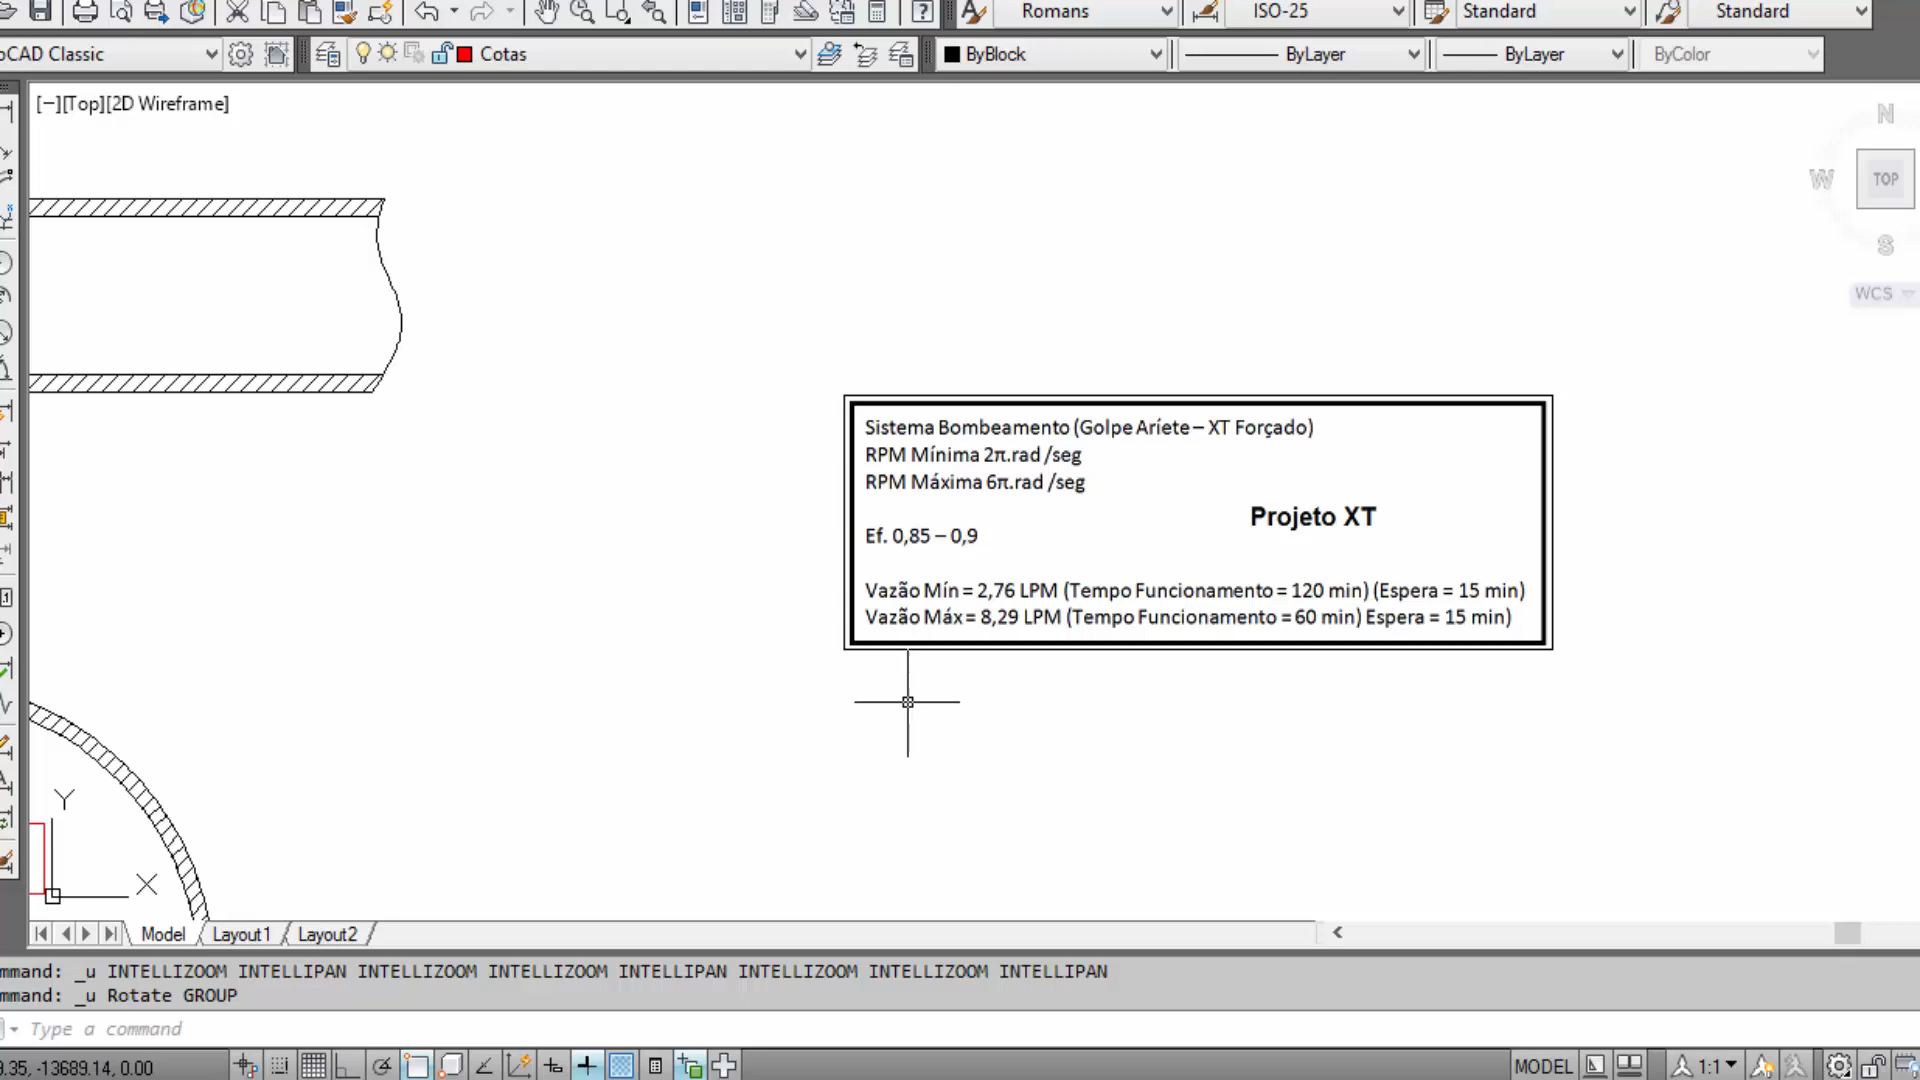 Romans
ISO-25
Standard
Standard
oCAD Classic
Cotas
ByBlock
ByLayer
ByLayer
ByColor
[−][Top][2D Wireframe]
N
W
TOP
S
WCS
Sistema Bombeamento (Golpe Aríete – XT Forçado)
RPM Mínima 2π.rad /seg
RPM Máxima 6π.rad /seg
Projeto XT
Ef. 0,85 – 0,9
Vazão Mín = 2,76 LPM (Tempo Funcionamento = 120 min) (Espera = 15 min)
Vazão Máx = 8,29 LPM (Tempo Funcionamento = 60 min) Espera = 15 min)
Y
X
Model
Layout1
Layout2
mmand: _u INTELLIZOOM INTELLIPAN INTELLIZOOM INTELLIZOOM INTELLIPAN INTELLIZOOM INTELLIZOOM INTELLIPAN
mmand: _u Rotate GROUP
Type a command
9.35, -13689.14, 0.00
MODEL
1:1